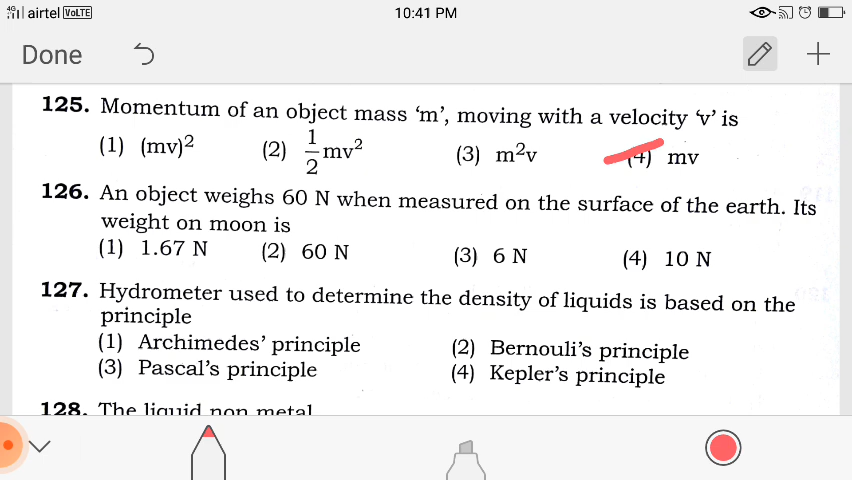 4G airtel VoLTE 10:41 PM
Done
125. Momentum of an object mass ‘m’, moving with a velocity ‘v’ is
(1) (mv)² (2) 1/2 mv² (3) m²v (4) mv
126. An object weighs 60 N when measured on the surface of the earth. Its
weight on moon is
(1) 1.67 N (2) 60 N (3) 6 N (4) 10 N
127. Hydrometer used to determine the density of liquids is based on the
principle
(1) Archimedes’ principle (2) Bernouli’s principle
(3) Pascal’s principle (4) Kepler’s principle
128. The liquid non metal